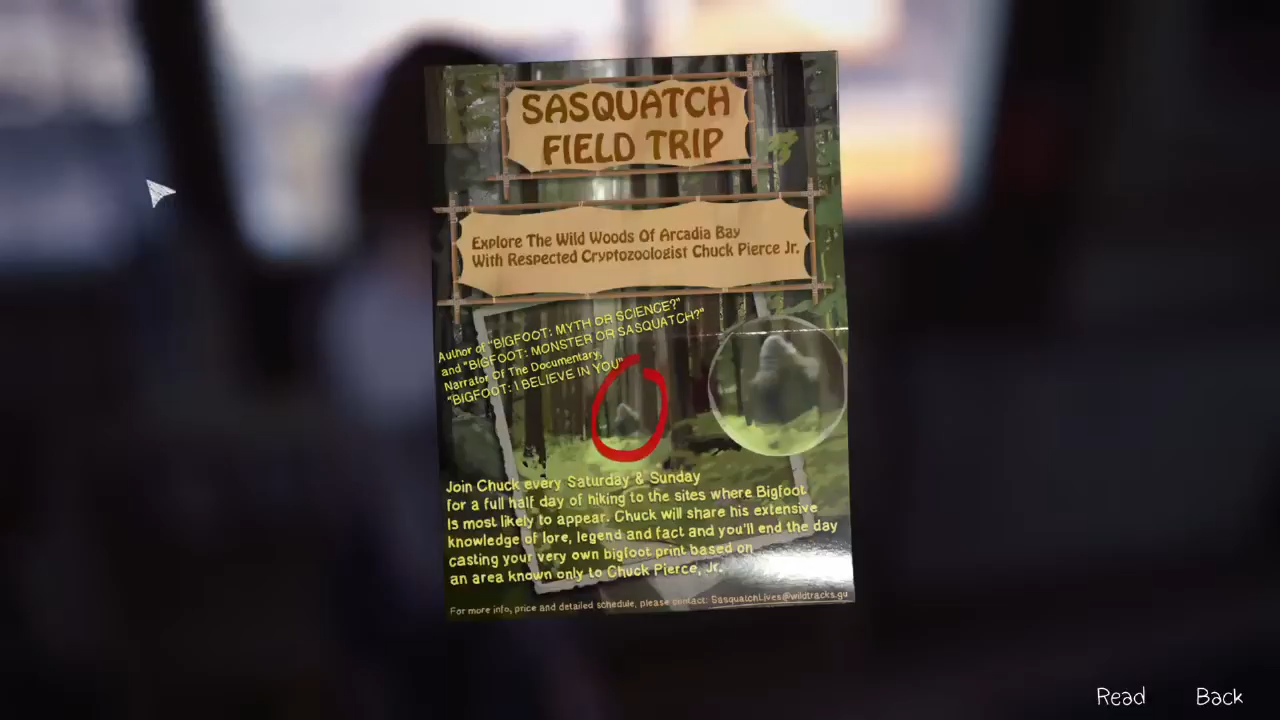 SASQUATCH
FIELD TRIP
Explore The Wild Woods Of Arcadia Bay
With Respected Cryptozoologist Chuck Pierce Jr.
Author of "BIGFOOT: MYTH OR SCIENCE?"
and "BIGFOOT: MONSTER OR SASQUATCH?"
Narrator Of The Documentary,
"BIGFOOT: I BELIEVE IN YOU"
Join Chuck every Saturday & Sunday
for a full half day of hiking to the sites where Bigfoot
Is most likely to appear. Chuck will share his extensive
knowledge of lore, legend and fact and you'll end the day
casting your very own bigfoot print based on
an area known only to Chuck Pierce, Jr.
For more info, price and detailed schedule, please contact: SasquatchLives@wildtracks.gu
Read Back